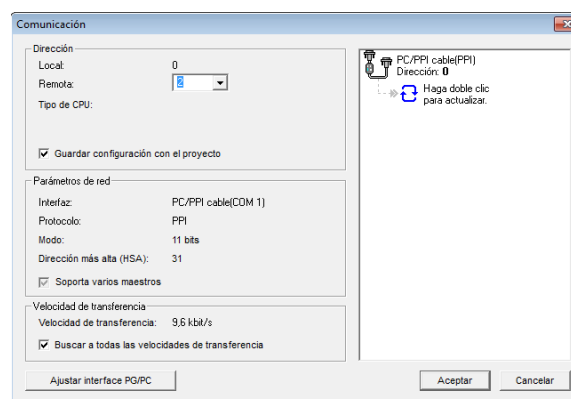 Comunicación
Dirección
Local: 0
Remota: 2
Tipo de CPU:
Guardar configuración con el proyecto
Parámetros de red
Interfaz: PC/PPI cable(COM 1)
Protocolo: PPI
Modo: 11 bits
Dirección más alta (HSA): 31
Soporta varios maestros
Velocidad de transferencia
Velocidad de transferencia: 9,6 kbit/s
Buscar a todas las velocidades de transferencia
Ajustar interface PG/PC
PC/PPI cable(PPI)
Dirección: 0
Haga doble clic
para actualizar.
Aceptar Cancelar